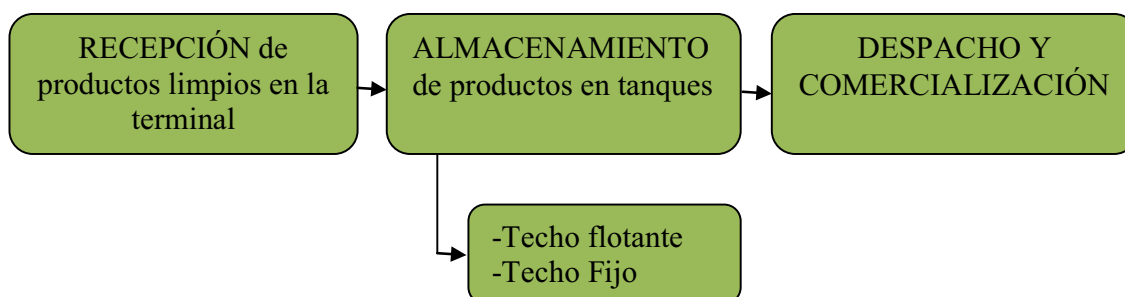 RECEPCIÓN de
productos limpios en la
terminal
ALMACENAMIENTO
de productos en tanques
DESPACHO Y
COMERCIALIZACIÓN
-Techo flotante
-Techo Fijo